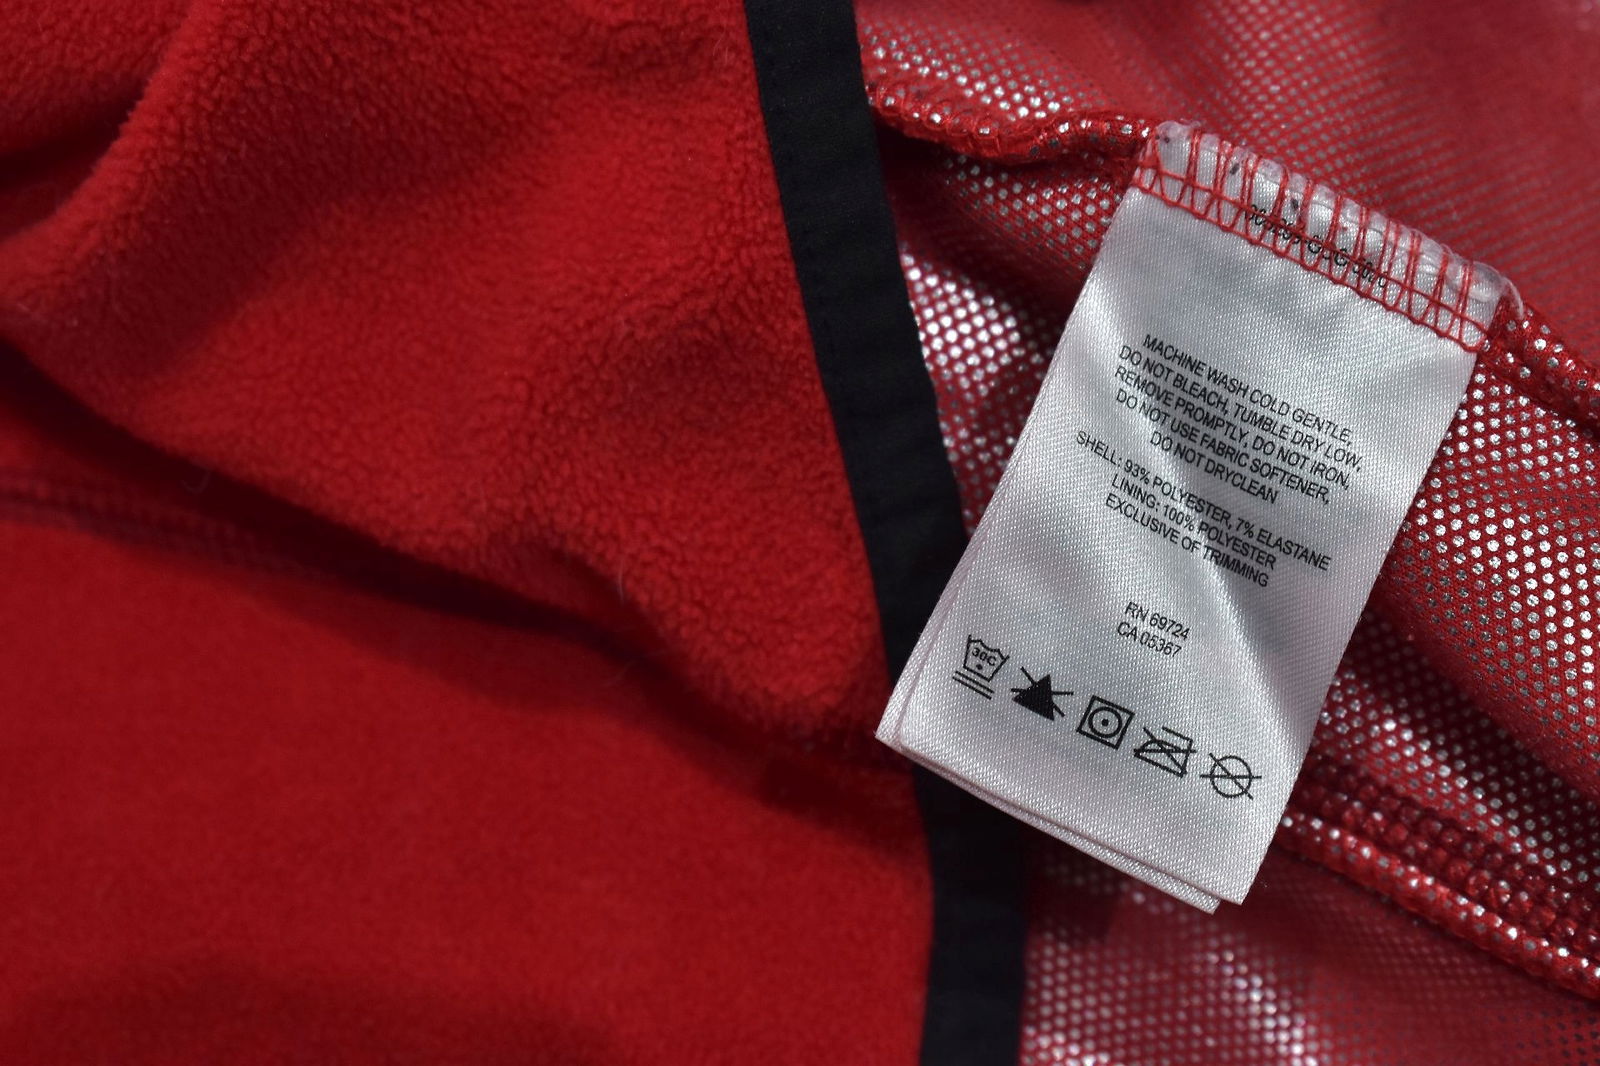 MACHINE WASH COLD GENTLE,
DO NOT BLEACH, TUMBLE DRY LOW,
REMOVE PROMPTLY, DO NOT IRON,
DO NOT USE FABRIC SOFTENER,
DO NOT DRYCLEAN
SHELL: 93% POLYESTER, 7% ELASTANE
LINING: 100% POLYESTER
EXCLUSIVE OF TRIMMING
RN 69724
CA 05367
30C